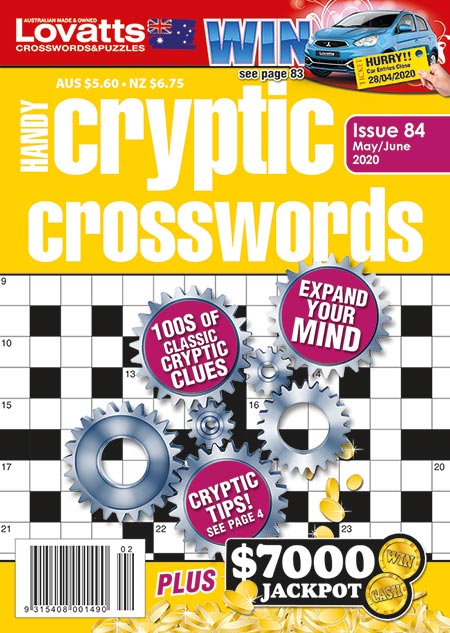 AUSTRALIAN MADE & OWNED
Lovatts
CROSSWORDS&PUZZLES
WIN
see page 83
TICKET
HURRY!!
Car Entries Close
28/04/2020
AUS $5.60 • NZ $6.75
HANDY
cryptic
crosswords
Issue 84
May/June
2020
9
EXPAND
YOUR
MIND
100S OF
CLASSIC
CRYPTIC
CLUES
10
13
15
16
17
20
CRYPTIC
TIPS!
SEE PAGE 4
21
23
02
9 315408 001490
PLUS
$7000
JACKPOT
WIN
CASH